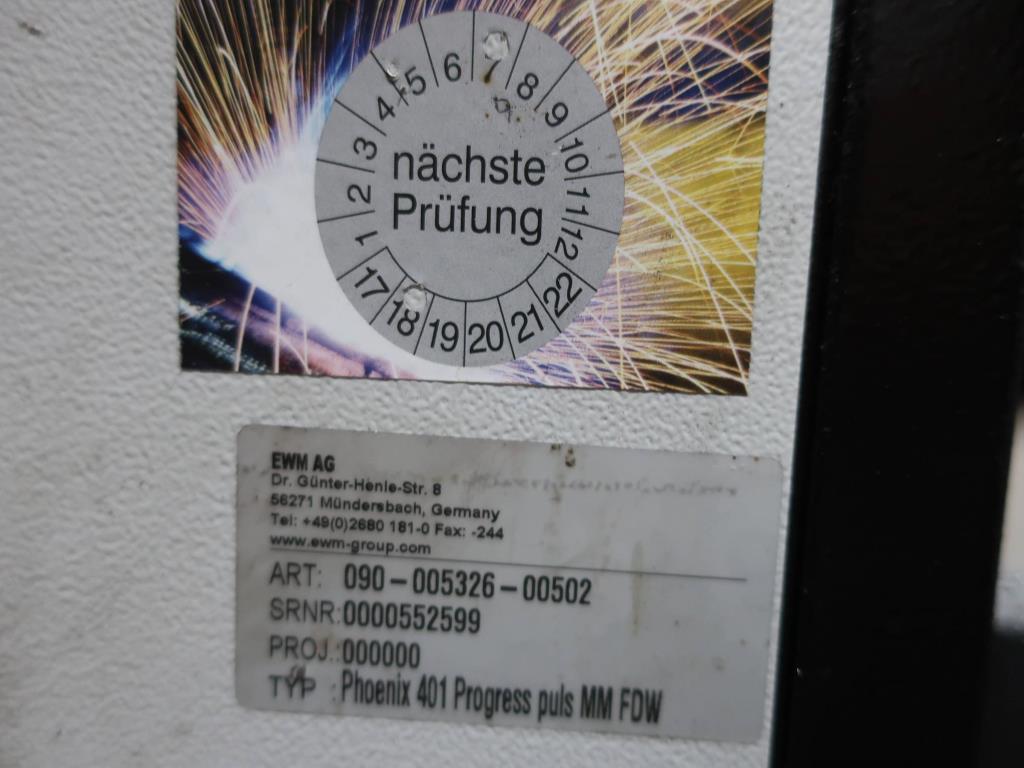 1 2 3 4 5 6 7 8 9 10 11 12
nächste
Prüfung
17 18 19 20 21 22
EWM AG
Dr. Günter-Henle-Str. 8
56271 Mündersbach, Germany
Tel: +49(0)2680 181-0 Fax: -244
www.ewm-group.com
ART: 090-005326-00502
SRNR:0000552599
PROJ.:000000
TYP : Phoenix 401 Progress puls MM FDW